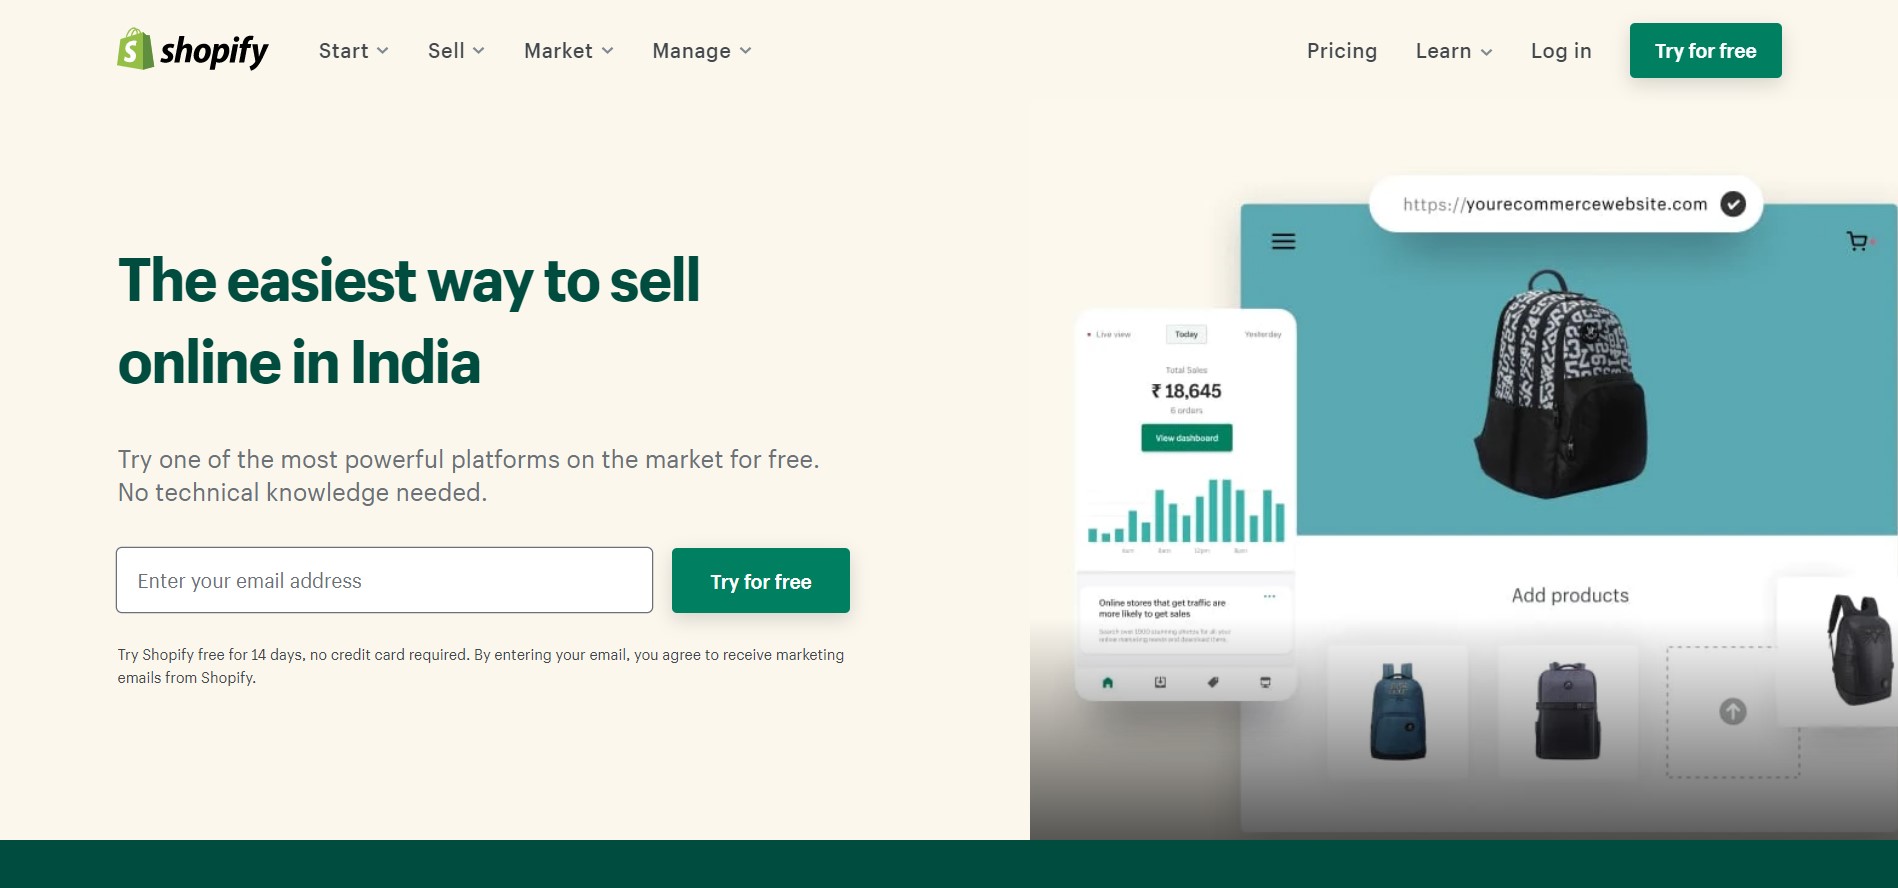 shopify
Start
Sell
Market
Manage
Pricing
Learn
Log in
Try for free
The easiest way to sell
online in India
Try one of the most powerful platforms on the market for free.
No technical knowledge needed.
Enter your email address
Try for free
Try Shopify free for 14 days, no credit card required. By entering your email, you agree to receive marketing
emails from Shopify.
https://yourecommercewebsite.com
Live view
Today
Yesterday
Total Sales
₹ 18,645
6 orders
View dashboard
4am
8am
12pm
8pm
Online stores that get traffic are
more likely to get sales
Add products